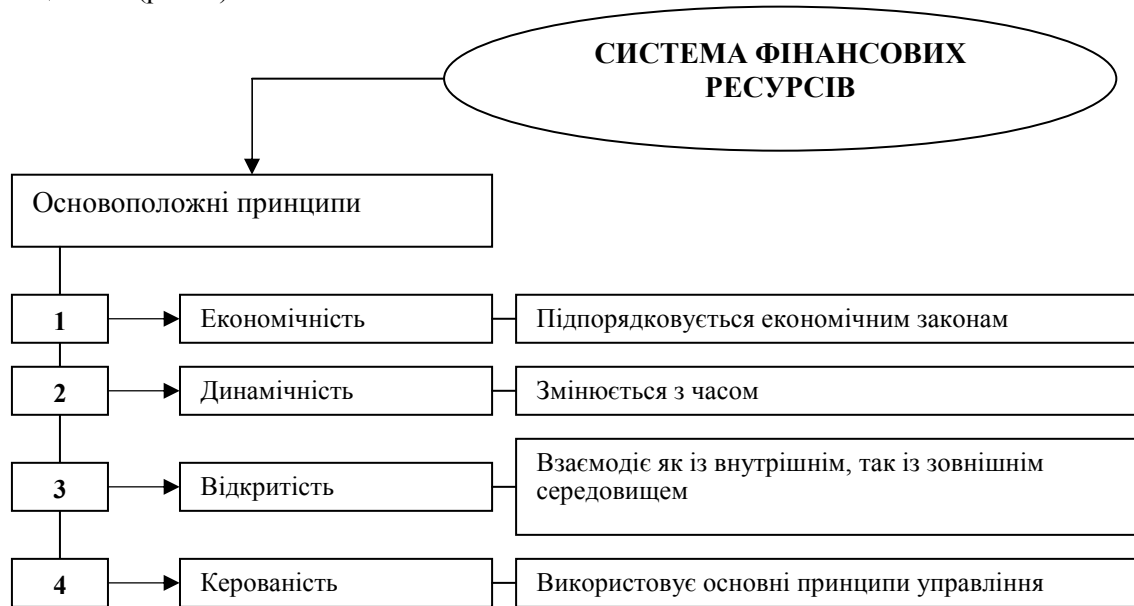 СИСТЕМА ФІНАНСОВИХ
РЕСУРСІВ
Основоположні принципи
1 Економічність Підпорядковується економічним законам
2 Динамічність Змінюється з часом
3 Відкритість Взаємодіє як із внутрішнім, так із зовнішнім
середовищем
4 Керованість Використовує основні принципи управління